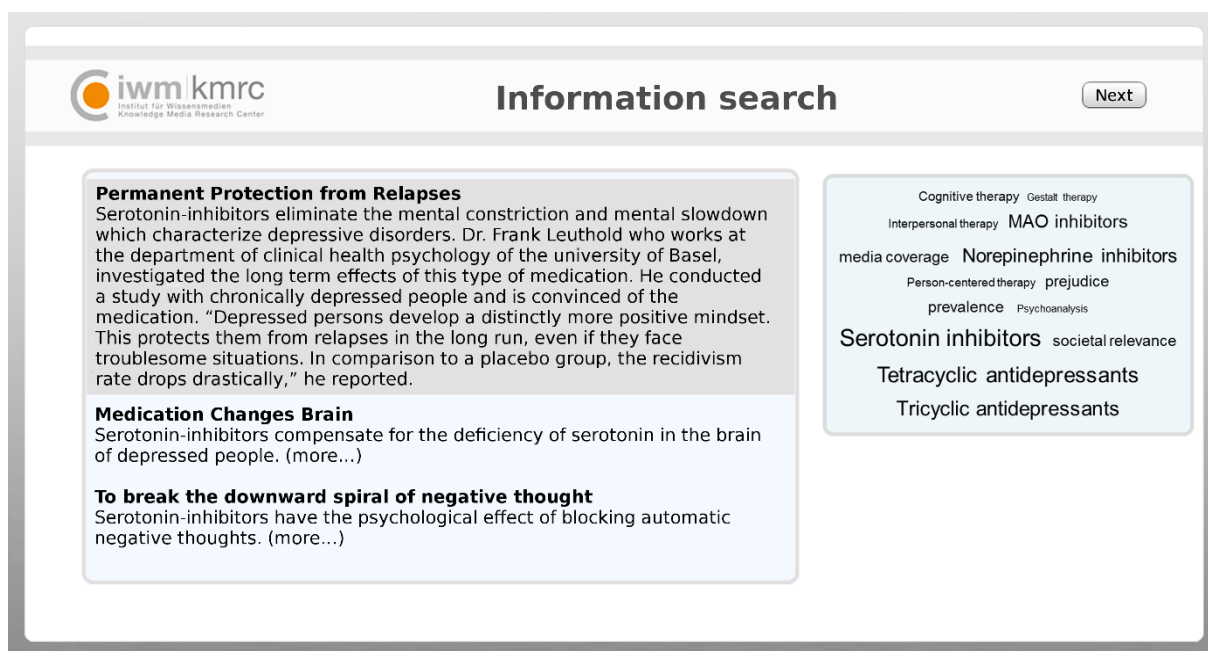 iwm kmrc
Institut für Wissensmedien
Knowledge Media Research Center
Information search
Next
Permanent Protection from Relapses
Serotonin-inhibitors eliminate the mental constriction and mental slowdown
which characterize depressive disorders. Dr. Frank Leuthold who works at
the department of clinical health psychology of the university of Basel,
investigated the long term effects of this type of medication. He conducted
a study with chronically depressed people and is convinced of the
medication. “Depressed persons develop a distinctly more positive mindset.
This protects them from relapses in the long run, even if they face
troublesome situations. In comparison to a placebo group, the recidivism
rate drops drastically,” he reported.
Medication Changes Brain
Serotonin-inhibitors compensate for the deficiency of serotonin in the brain
of depressed people. (more...)
To break the downward spiral of negative thought
Serotonin-inhibitors have the psychological effect of blocking automatic
negative thoughts. (more...)
Cognitive therapy Gestalt therapy
Interpersonal therapy MAO inhibitors
media coverage Norepinephrine inhibitors
Person-centered therapy prejudice
prevalence Psychoanalysis
Serotonin inhibitors societal relevance
Tetracyclic antidepressants
Tricyclic antidepressants